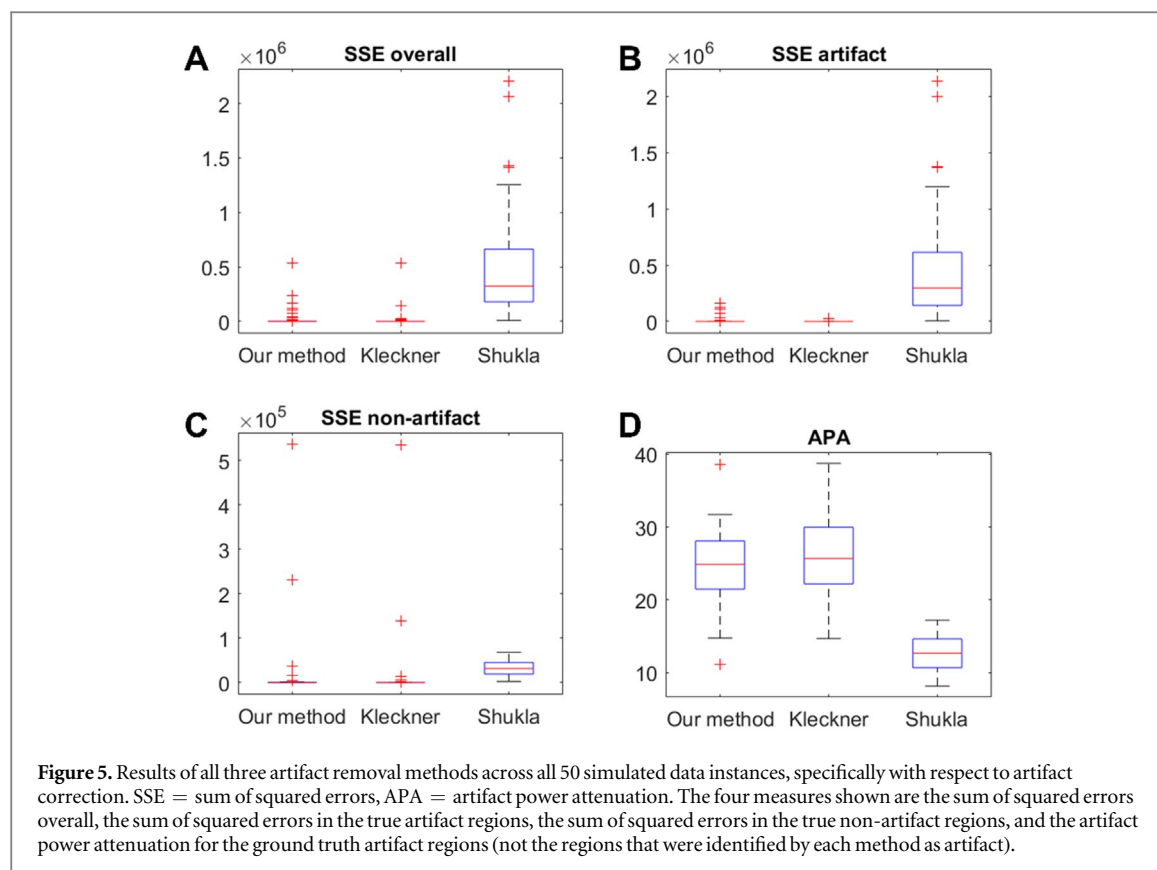 A
×10⁶
SSE overall
2
1.5
1
0.5
0
Our method Kleckner Shukla
B
×10⁶
SSE artifact
2
1.5
1
0.5
0
Our method Kleckner Shukla
C
×10⁵
SSE non-artifact
5
4
3
2
1
0
Our method Kleckner Shukla
D
APA
40
30
20
10
Our method Kleckner Shukla
Figure 5. Results of all three artifact removal methods across all 50 simulated data instances, specifically with respect to artifact
correction. SSE = sum of squared errors, APA = artifact power attenuation. The four measures shown are the sum of squared errors
overall, the sum of squared errors in the true artifact regions, the sum of squared errors in the true non-artifact regions, and the artifact
power attenuation for the ground truth artifact regions (not the regions that were identified by each method as artifact).